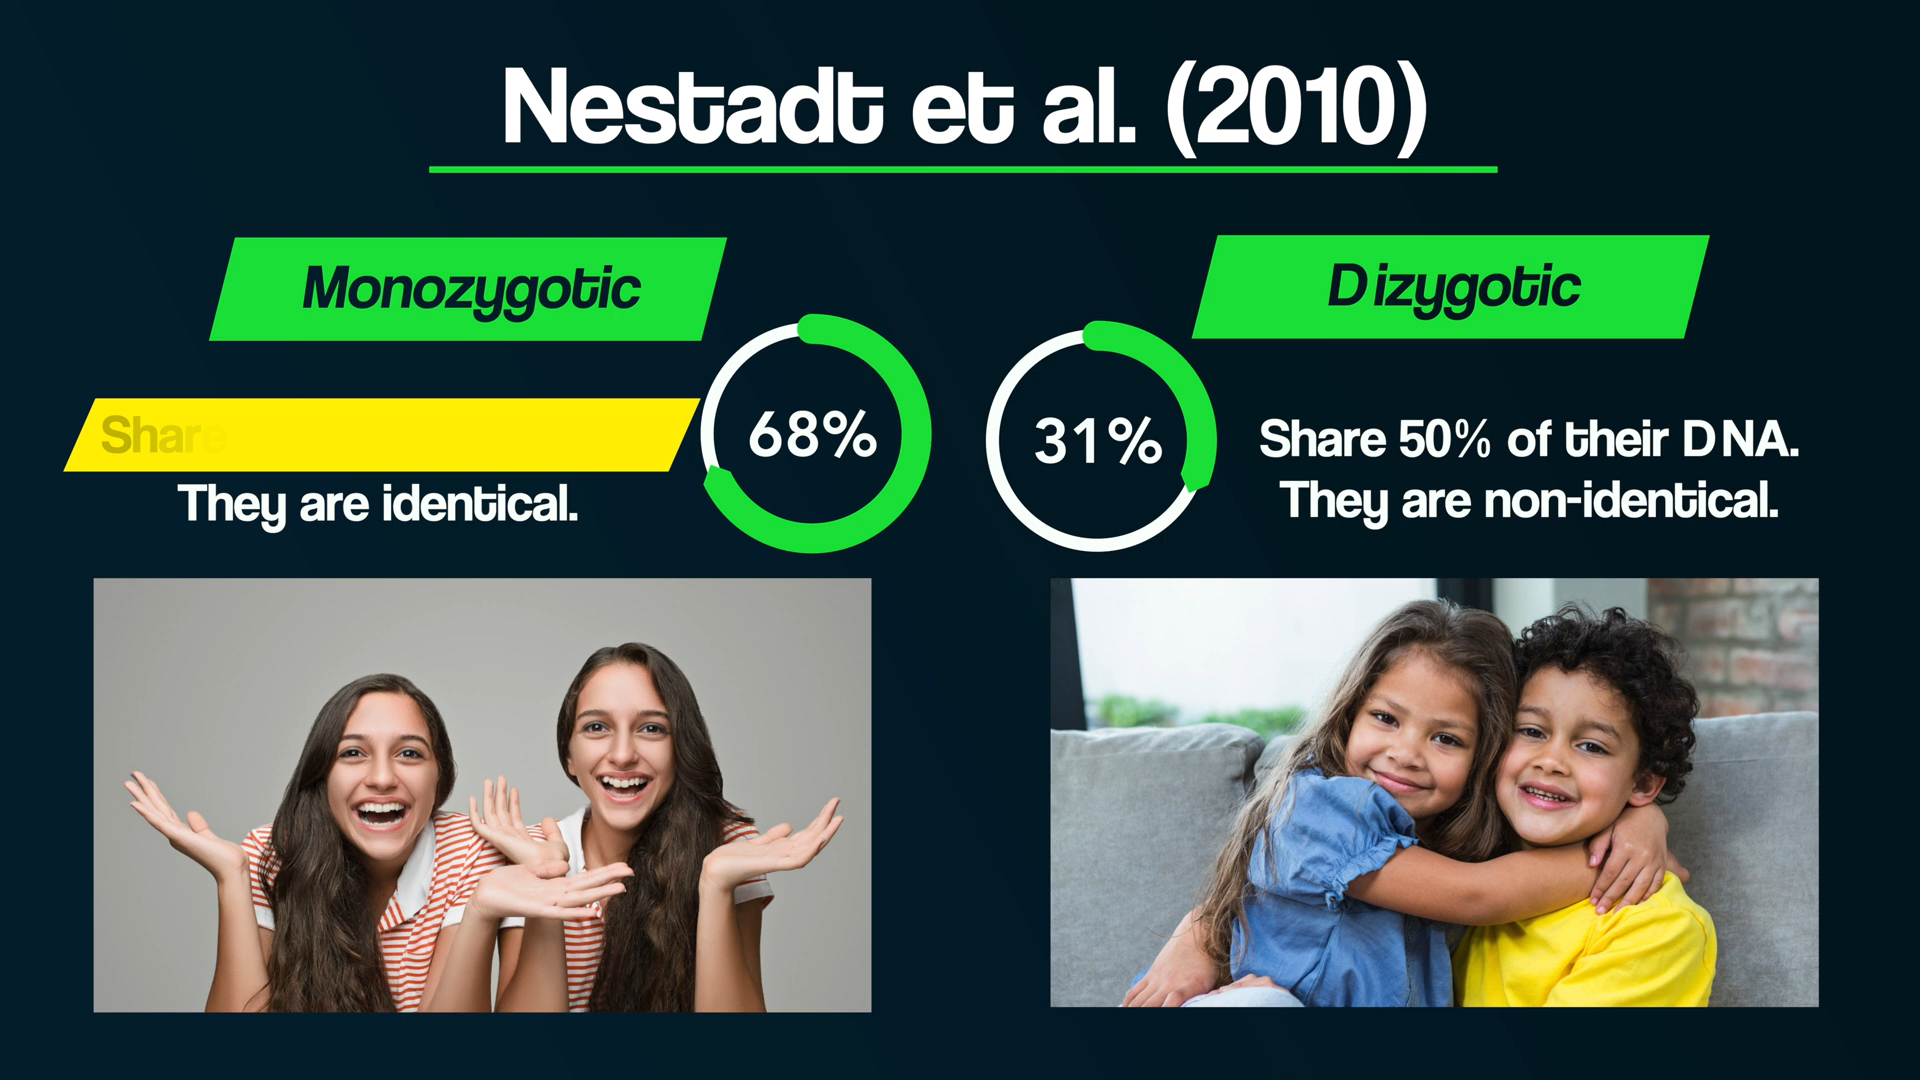 Nestadt et al. (2010)
Monozygotic
Share
They are identical.
68%
31%
Dizygotic
Share 50% of their DNA.
They are non-identical.